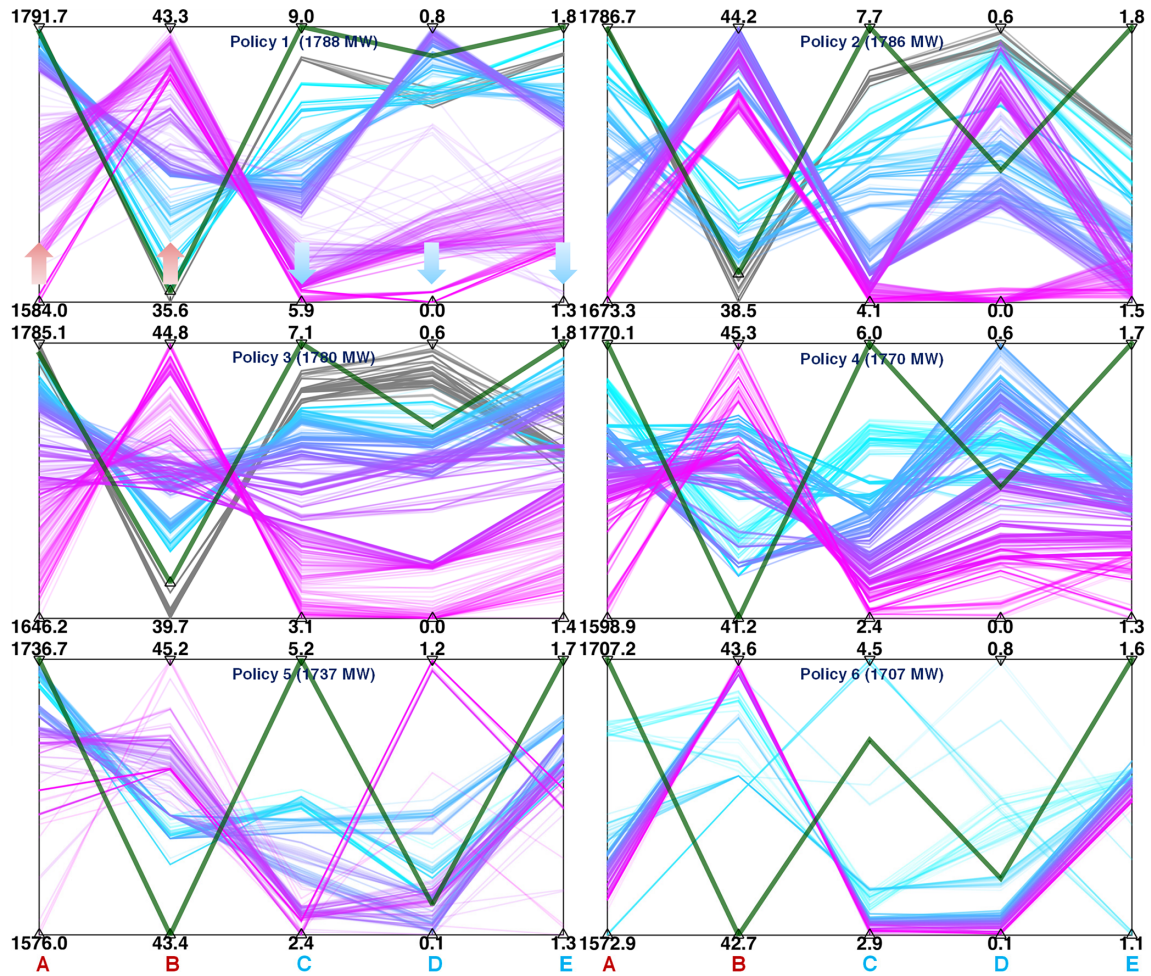 1791.7 43.3 9.0 0.8 1.8 1786.7 44.2 7.7 0.6 1.8
Policy 1 (1788 MW) Policy 2 (1786 MW)
1584.0 35.6 5.9 0.0 1.3 1673.3 38.5 4.1 0.0 1.5
1785.1 44.8 7.1 0.6 1.8 1770.1 45.3 6.0 0.6 1.7
Policy 3 (1780 MW) Policy 4 (1770 MW)
1646.2 39.7 3.1 0.0 1.4 1598.9 41.2 2.4 0.0 1.3
1736.7 45.2 5.2 1.2 1.7 1707.2 43.6 4.5 0.8 1.6
Policy 5 (1737 MW) Policy 6 (1707 MW)
1576.0 43.4 2.4 0.1 1.3 1572.9 42.7 2.9 0.1 1.1
A B C D E A B C D E